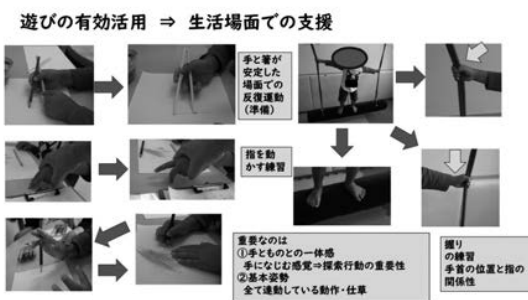 遊びの有効活用 ⇒ 生活場面での支援
手と箸が
安定した
場面での
反復運動
(準備)
指を動
かす練習
重要なのは
①手とものとの一体感
手になじむ感覚⇒探索行動の重要性
②基本姿勢
全て連動している動作・仕草
握り
の練習
手首の位置と指の
関係性